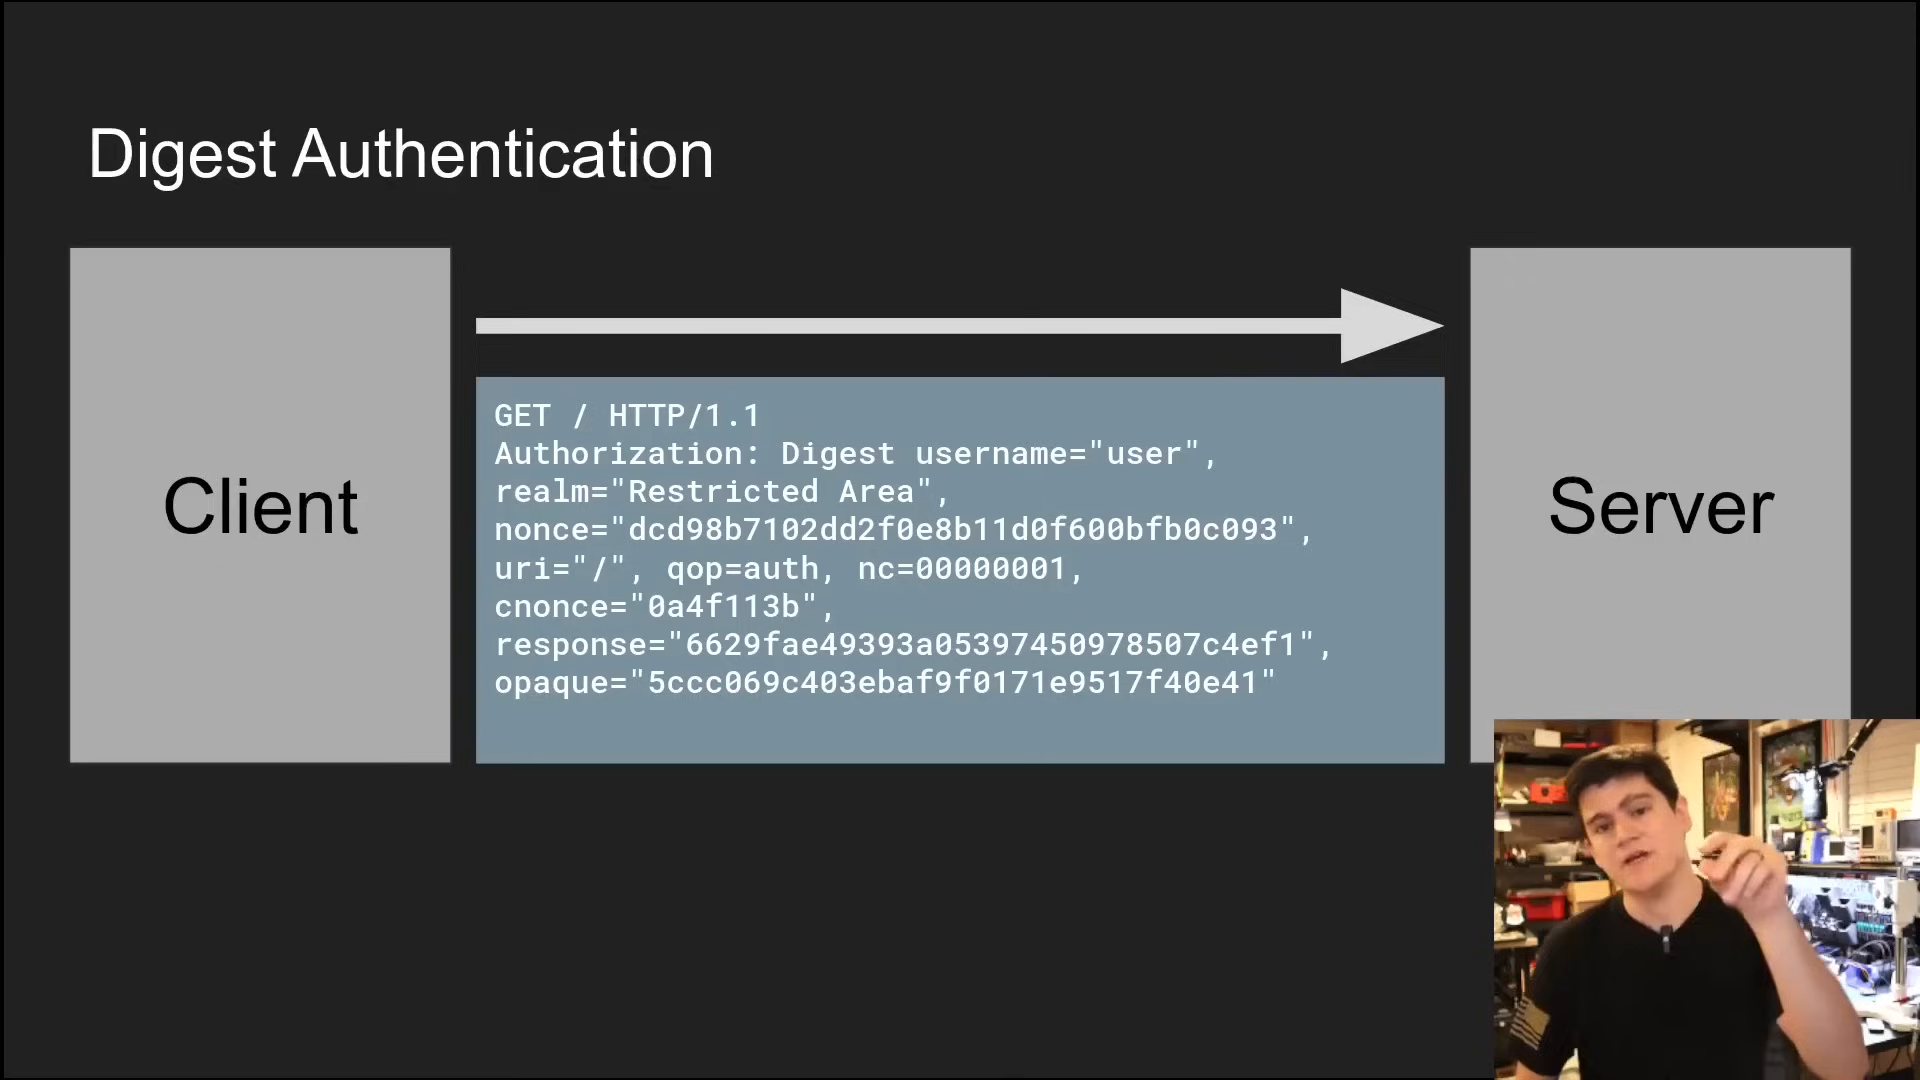 Digest Authentication
Client
GET / HTTP/1.1
Authorization: Digest username="user",
realm="Restricted Area",
nonce="dcd98b7102dd2f0e8b11d0f600bfb0c093",
uri="/", qop=auth, nc=00000001,
cnonce="0a4f113b",
response="6629fae49393a05397450978507c4ef1",
opaque="5ccc069c403ebaf9f0171e9517f40e41"
Server